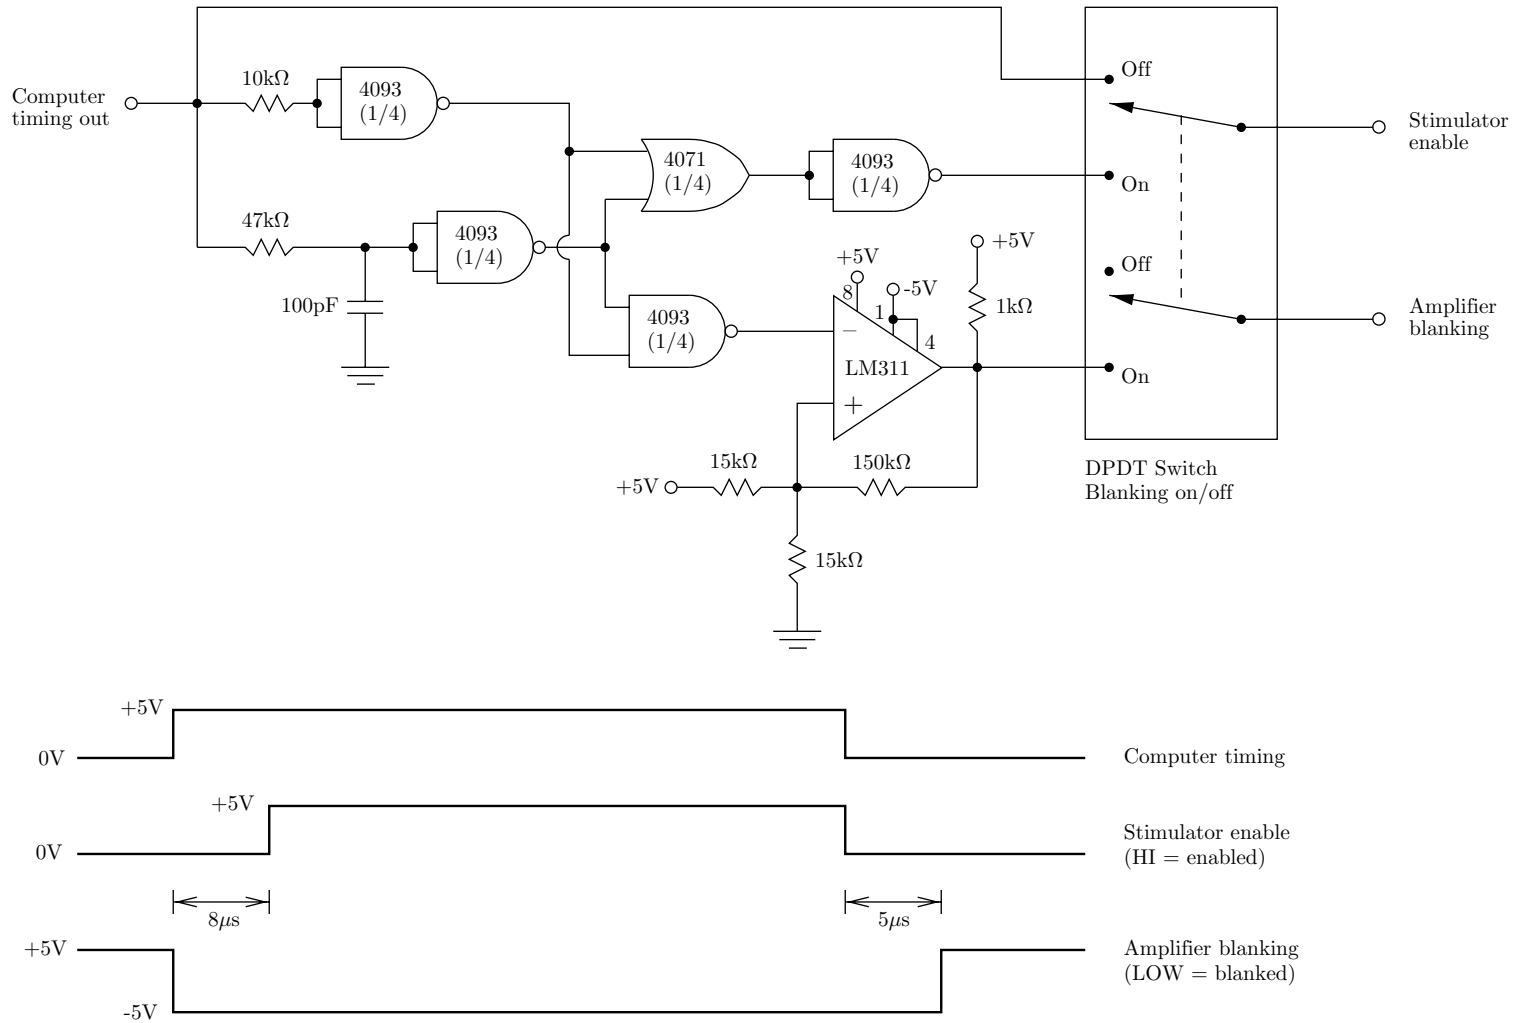 Computer
timing out
10kΩ
4093
(1/4)
47kΩ
4093
(1/4)
100pF
4071
(1/4)
4093
(1/4)
4093
(1/4)
+5V
8
-5V
1
4
−
LM311
+
+5V
1kΩ
15kΩ
150kΩ
+5V
15kΩ
Off
On
Off
On
Stimulator
enable
Amplifier
blanking
DPDT Switch
Blanking on/off
+5V
0V
Computer timing
+5V
0V
Stimulator enable
(HI = enabled)
8μs
5μs
+5V
-5V
Amplifier blanking
(LOW = blanked)